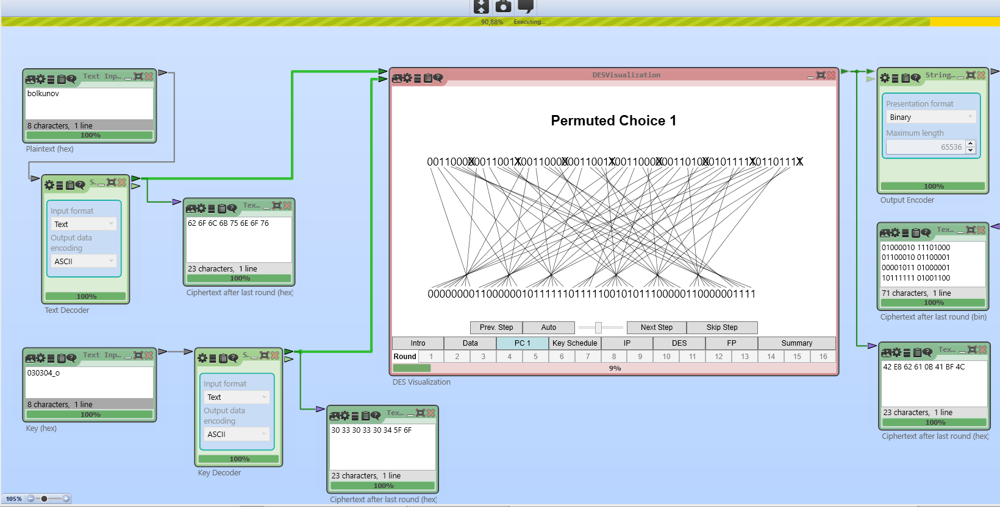 90,88% Executing...
Text Inp...
bolkunov
8 characters, 1 line
100%
Plaintext (hex)
S..
Input format
Text
Output data
encoding
ASCII
100%
Text Decoder
Tex...
62 6F 6C 6B 75 6E 6F 76
23 characters, 1 line
100%
Ciphertext after last round (hex)
Text Inp...
030304_o
8 characters, 1 line
100%
Key (hex)
S..
Input format
Text
Output data
encoding
ASCII
100%
Key Decoder
Tex...
30 33 30 33 30 34 5F 6F
23 characters, 1 line
100%
Ciphertext after last round (hex)
DESVisualization
Permuted Choice 1
0011000X0011001X0011000X0011001X0011000X0011010X0101111X0110111X
00000000110000001011111101111100101011100000110000001111
Prev. Step Auto Next Step Skip Step
Intro Data PC 1 Key Schedule IP DES FP Summary
Round 1 2 3 4 5 6 7 8 9 10 11 12 13 14 15 16
9%
DES Visualization
String...
Presentation format
Binary
Maximum length
65536
100%
Output Encoder
Tex...
01000010 11101000
01100010 01100001
00001011 01000001
10111111 01001100
71 characters, 1 line
100%
Ciphertext after last round (bin)
Tex...
42 E8 62 61 0B 41 BF 4C
23 characters, 1 line
100%
Ciphertext after last round (hex)
105%